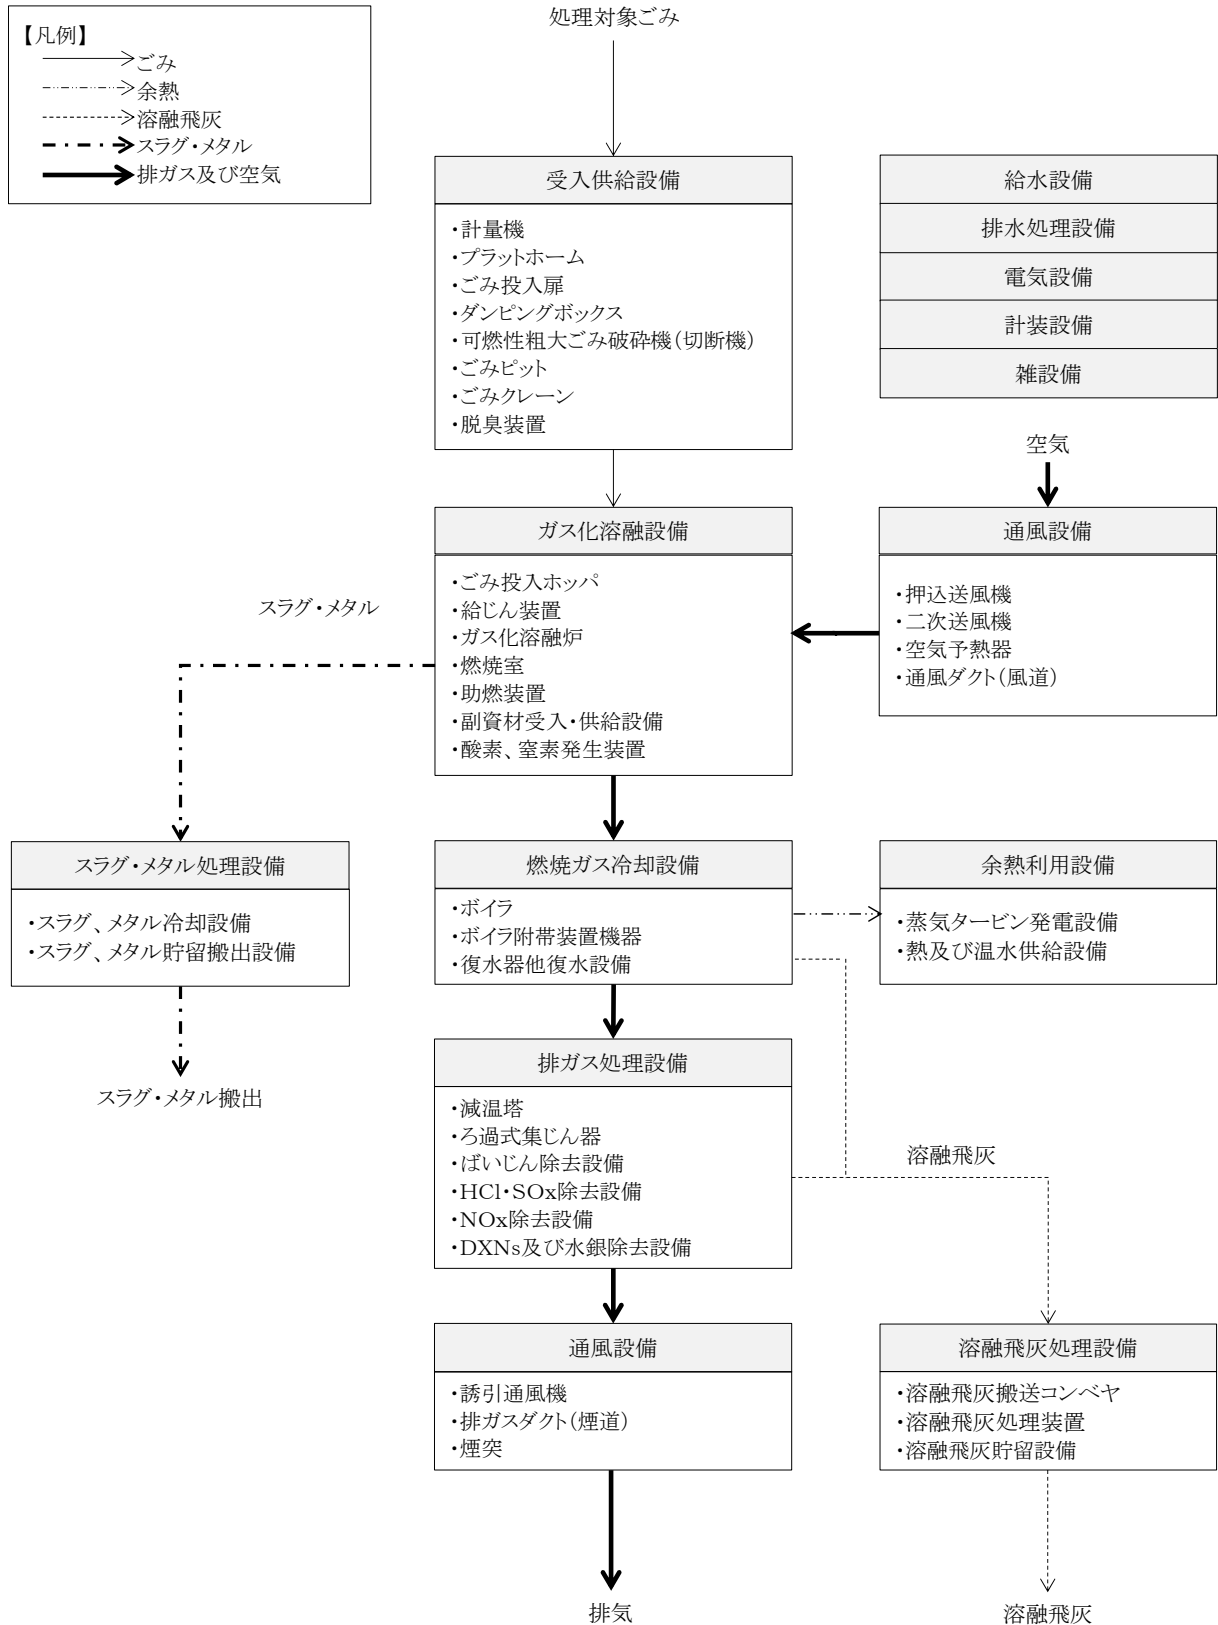 処理対象ごみ
【凡例】
ごみ
余熱
溶融飛灰
スラグ・メタル
排ガス及び空気
受入供給設備
・計量機
・プラットホーム
・ごみ投入扉
・ダンピングボックス
・可燃性粗大ごみ破砕機(切断機)
・ごみピット
・ごみクレーン
・脱臭装置
給水設備
排水処理設備
電気設備
計装設備
雑設備
空気
ガス化溶融設備
・ごみ投入ホッパ
・給じん装置
・ガス化溶融炉
・燃焼室
・助燃装置
・副資材受入・供給設備
・酸素、窒素発生装置
通風設備
・押込送風機
・二次送風機
・空気予熱器
・通風ダクト(風道)
スラグ・メタル
スラグ・メタル処理設備
・スラグ、メタル冷却設備
・スラグ、メタル貯留搬出設備
スラグ・メタル搬出
燃焼ガス冷却設備
・ボイラ
・ボイラ附帯装置機器
・復水器他復水設備
余熱利用設備
・蒸気タービン発電設備
・熱及び温水供給設備
排ガス処理設備
・減温塔
・ろ過式集じん器
・ばいじん除去設備
・HCl・SOx除去設備
・NOx除去設備
・DXNs及び水銀除去設備
溶融飛灰
通風設備
・誘引通風機
・排ガスダクト(煙道)
・煙突
溶融飛灰処理設備
・溶融飛灰搬送コンベヤ
・溶融飛灰処理装置
・溶融飛灰貯留設備
排気
溶融飛灰